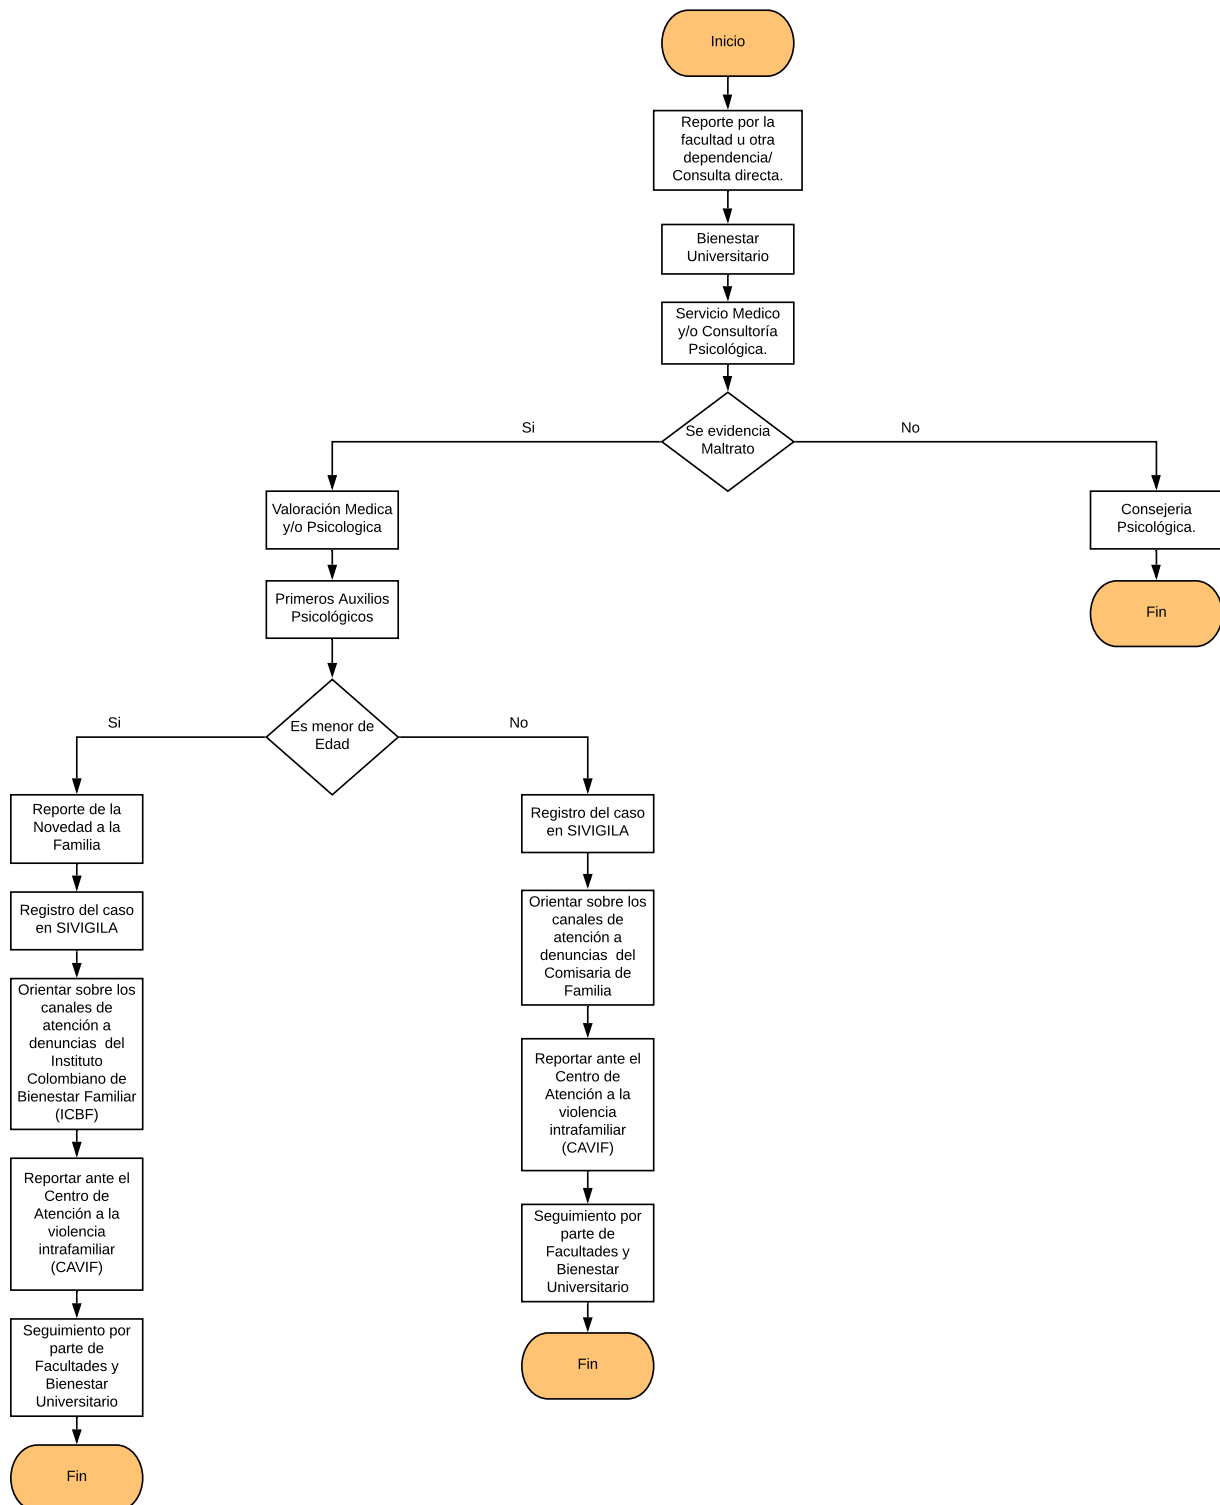 Inicio
Reporte por la
facultad u otra
dependencia/
Consulta directa.
Bienestar
Universitario
Servicio Medico
y/o Consultoría
Psicológica.
Se evidencia
Maltrato
Si
No
Valoración Medica
y/o Psicologica
Consejeria
Psicológica.
Primeros Auxilios
Psicológicos
Fin
Es menor de
Edad
Si
No
Reporte de la
Novedad a la
Familia
Registro del caso
en SIVIGILA
Orientar sobre los
canales de
atención a
denuncias  del
Instituto
Colombiano de
Bienestar Familiar
(ICBF)
Reportar ante el
Centro de
Atención a la
violencia
intrafamiliar
(CAVIF)
Seguimiento por
parte de
Facultades y
Bienestar
Universitario
Fin
Registro del caso
en SIVIGILA
Orientar sobre los
canales de
atención a
denuncias  del
Comisaria de
Familia
Reportar ante el
Centro de
Atención a la
violencia
intrafamiliar
(CAVIF)
Seguimiento por
parte de
Facultades y
Bienestar
Universitario
Fin